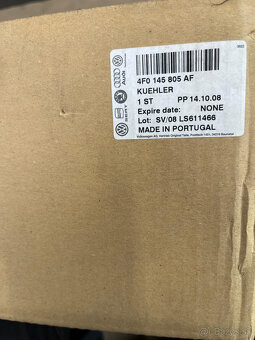 4F0 145 805 AF
KUEHLER
1 ST PP 14.10.08
Expire date: NONE
Lot: SV/08 LS611466
MADE IN PORTUGAL
Audi